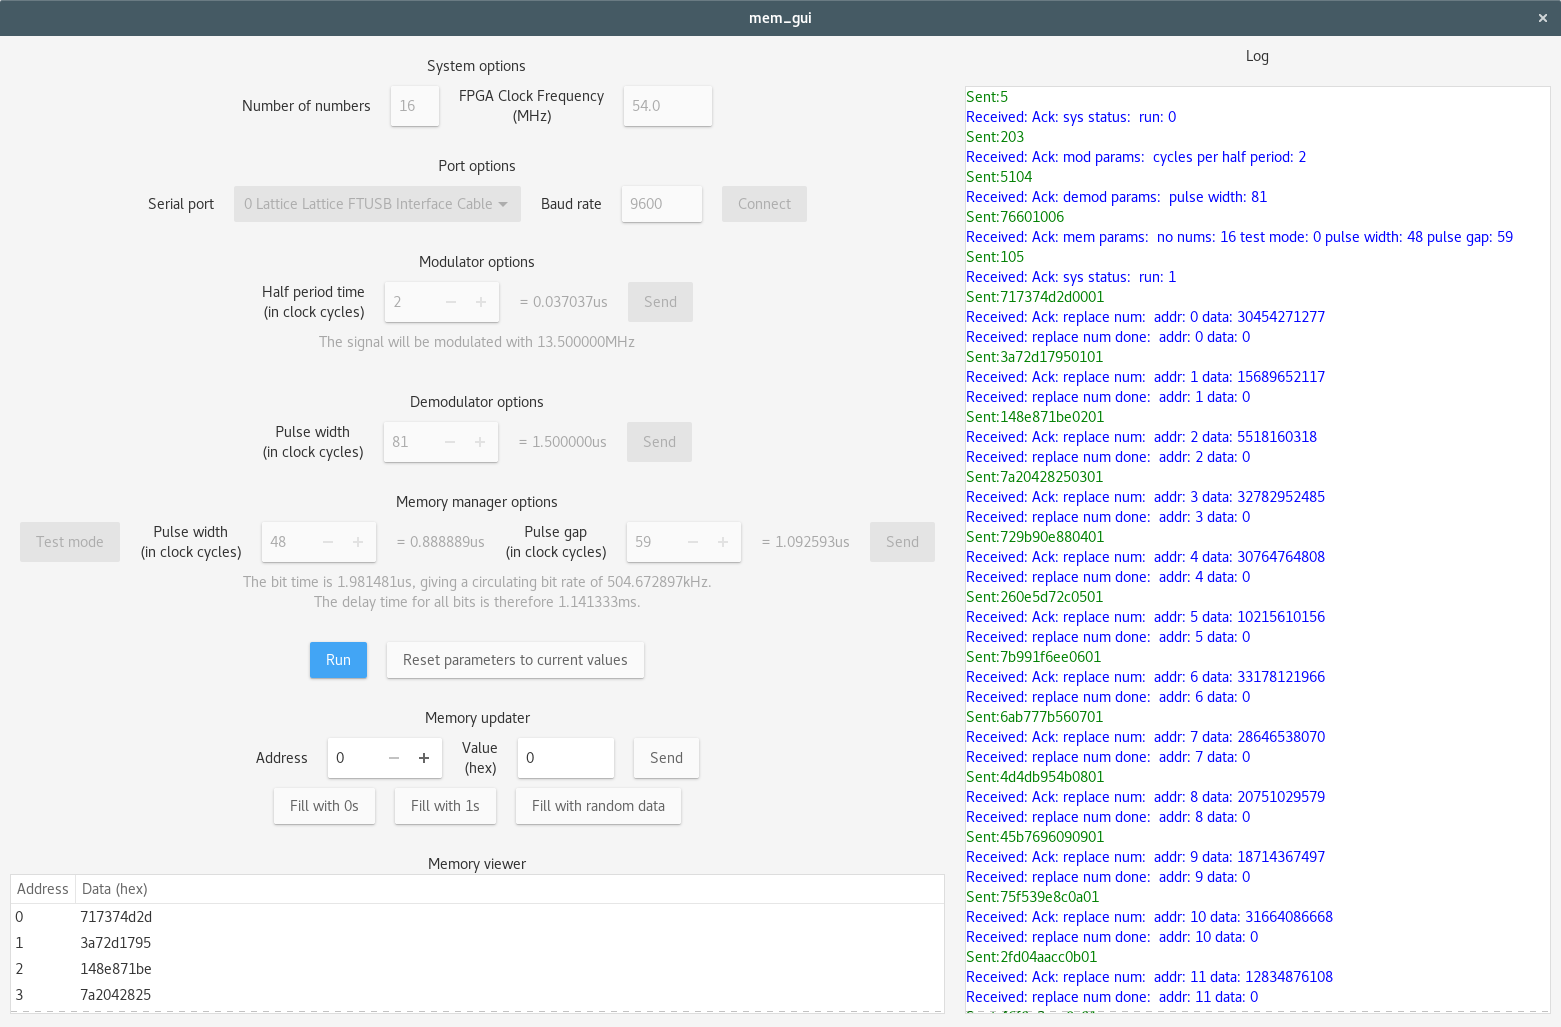 mem_gui
System options
Number of numbers 16 FPGA Clock Frequency (MHz) 54.0
Port options
Serial port 0 Lattice Lattice FTUSB Interface Cable Baud rate 9600 Connect
Modulator options
Half period time (in clock cycles) 2 − + = 0.037037us Send
The signal will be modulated with 13.500000MHz
Demodulator options
Pulse width (in clock cycles) 81 − + = 1.500000us Send
Memory manager options
Test mode Pulse width (in clock cycles) 48 − + = 0.888889us Pulse gap (in clock cycles) 59 − + = 1.092593us Send
The bit time is 1.981481us, giving a circulating bit rate of 504.672897kHz.
The delay time for all bits is therefore 1.141333ms.
Run Reset parameters to current values
Memory updater
Address 0 − + Value (hex) 0 Send
Fill with 0s Fill with 1s Fill with random data
Memory viewer
Address Data (hex)
0 717374d2d
1 3a72d1795
2 148e871be
3 7a2042825
Log
Sent:5
Received: Ack: sys status:  run: 0
Sent:203
Received: Ack: mod params:  cycles per half period: 2
Sent:5104
Received: Ack: demod params:  pulse width: 81
Sent:76601006
Received: Ack: mem params:  no nums: 16 test mode: 0 pulse width: 48 pulse gap: 59
Sent:105
Received: Ack: sys status:  run: 1
Sent:717374d2d0001
Received: Ack: replace num:  addr: 0 data: 30454271277
Received: replace num done:  addr: 0 data: 0
Sent:3a72d17950101
Received: Ack: replace num:  addr: 1 data: 15689652117
Received: replace num done:  addr: 1 data: 0
Sent:148e871be0201
Received: Ack: replace num:  addr: 2 data: 5518160318
Received: replace num done:  addr: 2 data: 0
Sent:7a20428250301
Received: Ack: replace num:  addr: 3 data: 32782952485
Received: replace num done:  addr: 3 data: 0
Sent:729b90e880401
Received: Ack: replace num:  addr: 4 data: 30764764808
Received: replace num done:  addr: 4 data: 0
Sent:260e5d72c0501
Received: Ack: replace num:  addr: 5 data: 10215610156
Received: replace num done:  addr: 5 data: 0
Sent:7b991f6ee0601
Received: Ack: replace num:  addr: 6 data: 33178121966
Received: replace num done:  addr: 6 data: 0
Sent:6ab777b560701
Received: Ack: replace num:  addr: 7 data: 28646538070
Received: replace num done:  addr: 7 data: 0
Sent:4d4db954b0801
Received: Ack: replace num:  addr: 8 data: 20751029579
Received: replace num done:  addr: 8 data: 0
Sent:45b7696090901
Received: Ack: replace num:  addr: 9 data: 18714367497
Received: replace num done:  addr: 9 data: 0
Sent:75f539e8c0a01
Received: Ack: replace num:  addr: 10 data: 31664086668
Received: replace num done:  addr: 10 data: 0
Sent:2fd04aacc0b01
Received: Ack: replace num:  addr: 11 data: 12834876108
Received: replace num done:  addr: 11 data: 0